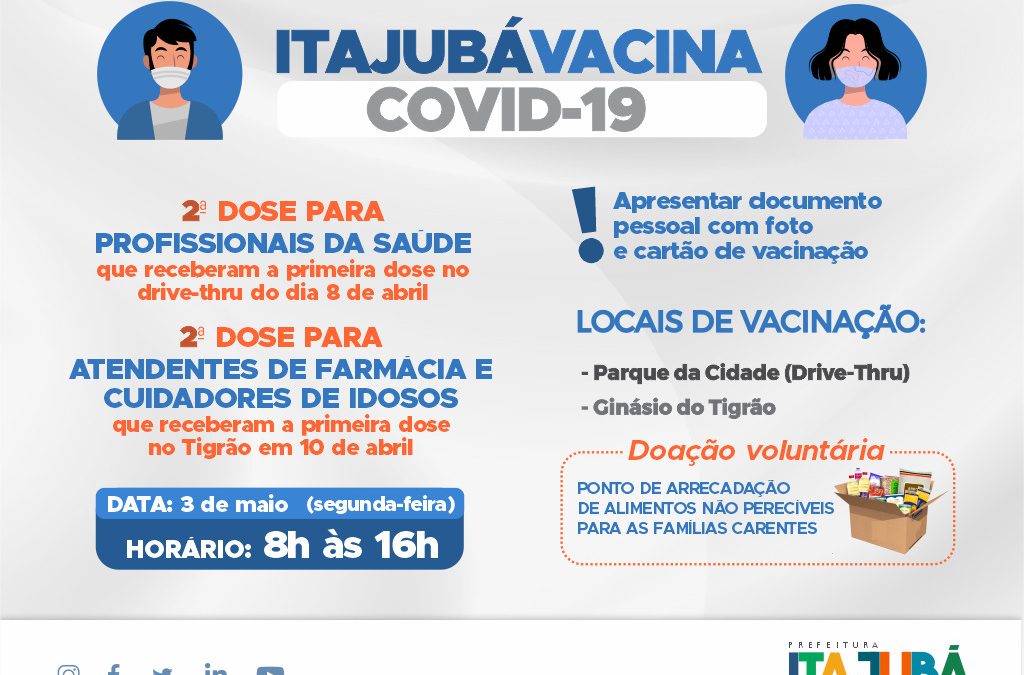 ITAJUBÁVACINA
COVID-19
2ª DOSE PARA
PROFISSIONAIS DA SAÚDE
que receberam a primeira dose no
drive-thru do dia 8 de abril
2ª DOSE PARA
ATENDENTES DE FARMÁCIA E
CUIDADORES DE IDOSOS
que receberam a primeira dose
no Tigrão em 10 de abril
DATA: 3 de maio (segunda-feira)
HORÁRIO: 8h às 16h
! Apresentar documento
pessoal com foto
e cartão de vacinação
LOCAIS DE VACINAÇÃO:
- Parque da Cidade (Drive-Thru)
- Ginásio do Tigrão
Doação voluntária
PONTO DE ARRECADAÇÃO
DE ALIMENTOS NÃO PERECÍVEIS
PARA AS FAMÍLIAS CARENTES
PREFEITURA
ITAJUBÁ